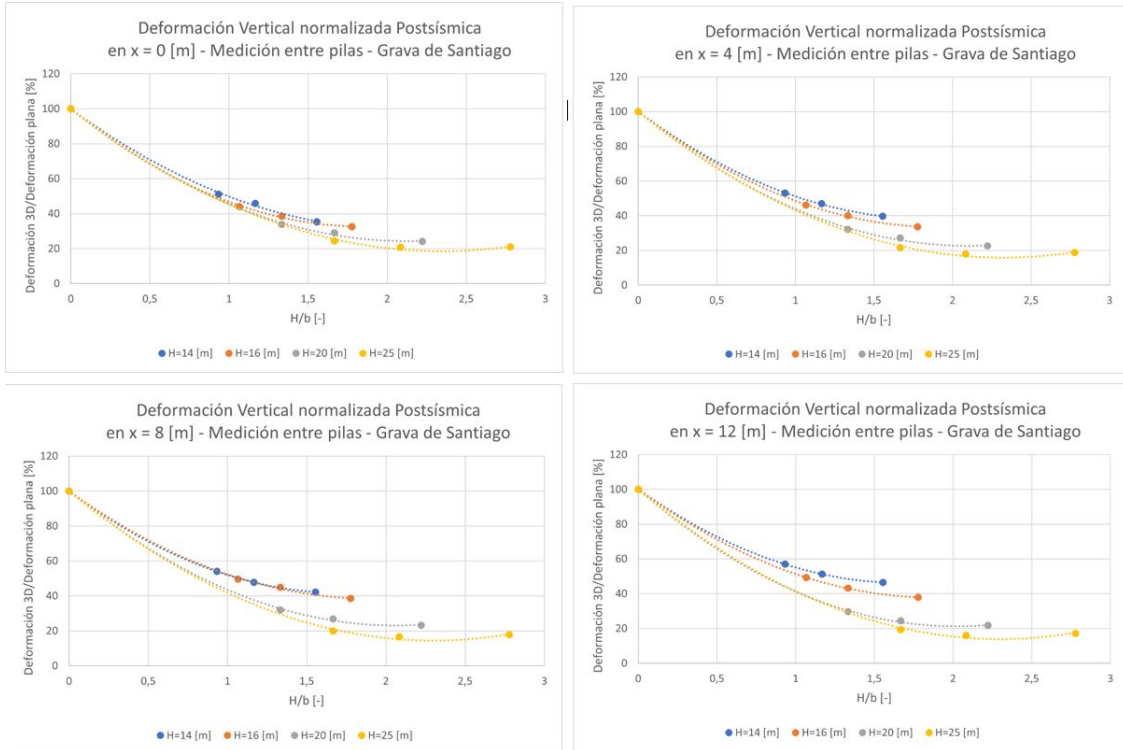 Deformación Vertical normalizada Postsísmica
en x = 0 [m] - Medición entre pilas - Grava de Santiago
Deformación 3D/Deformación plana [%]
120
100
80
60
40
20
0
0
0,5
1
1,5
2
2,5
3
H/b [-]
H=14 [m]
H=16 [m]
H=20 [m]
H=25 [m]
Deformación Vertical normalizada Postsísmica
en x = 4 [m] - Medición entre pilas - Grava de Santiago
Deformación 3D/Deformación plana [%]
120
100
80
60
40
20
0
0
0,5
1
1,5
2
2,5
3
H/b [-]
H=14 [m]
H=16 [m]
H=20 [m]
H=25 [m]
Deformación Vertical normalizada Postsísmica
en x = 8 [m] - Medición entre pilas - Grava de Santiago
Deformación 3D/Deformación plana [%]
120
100
80
60
40
20
0
0
0,5
1
1,5
2
2,5
3
H/b [-]
H=14 [m]
H=16 [m]
H=20 [m]
H=25 [m]
Deformación Vertical normalizada Postsísmica
en x = 12 [m] - Medición entre pilas - Grava de Santiago
Deformación 3D/Deformación plana [%]
120
100
80
60
40
20
0
0
0,5
1
1,5
2
2,5
3
H/b [-]
H=14 [m]
H=16 [m]
H=20 [m]
H=25 [m]